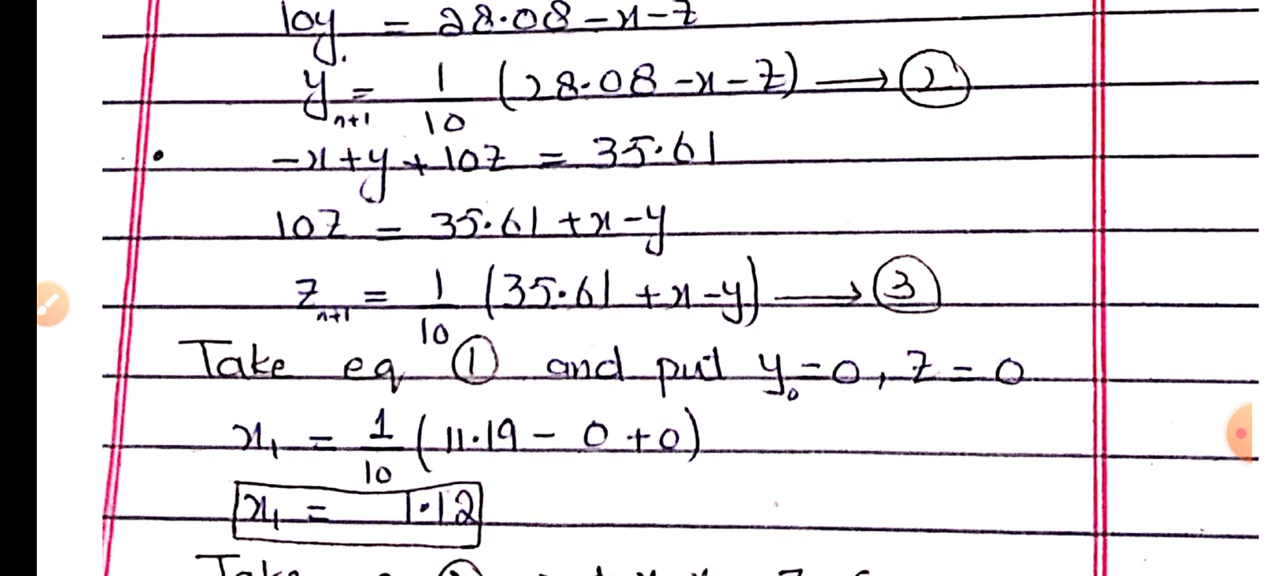 10y = 28.08 - x - z
y_{n+1} = 1/10 (28.08 - x - z) ⟶ ②
• -x + y + 10z = 35.61
10z = 35.61 + x - y
z_{n+1} = 1/10 (35.61 + x - y) ⟶ ③
Take eq ① and put y₀ = 0, z = 0
x₁ = 1/10 (11.19 - 0 + 0)
x₁ = 1.12
Take